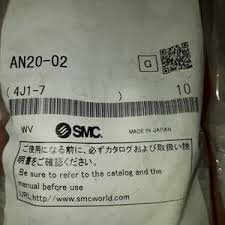 AN20-02
G
(4J1-7
10
WV SMC® MADE IN JAPAN
ご使用になる前に、必ずカタログおよび取扱い説
明書をご確認ください。
Be sure to refer to the catalog and the
manual before use
URL http://www.smcworld.com